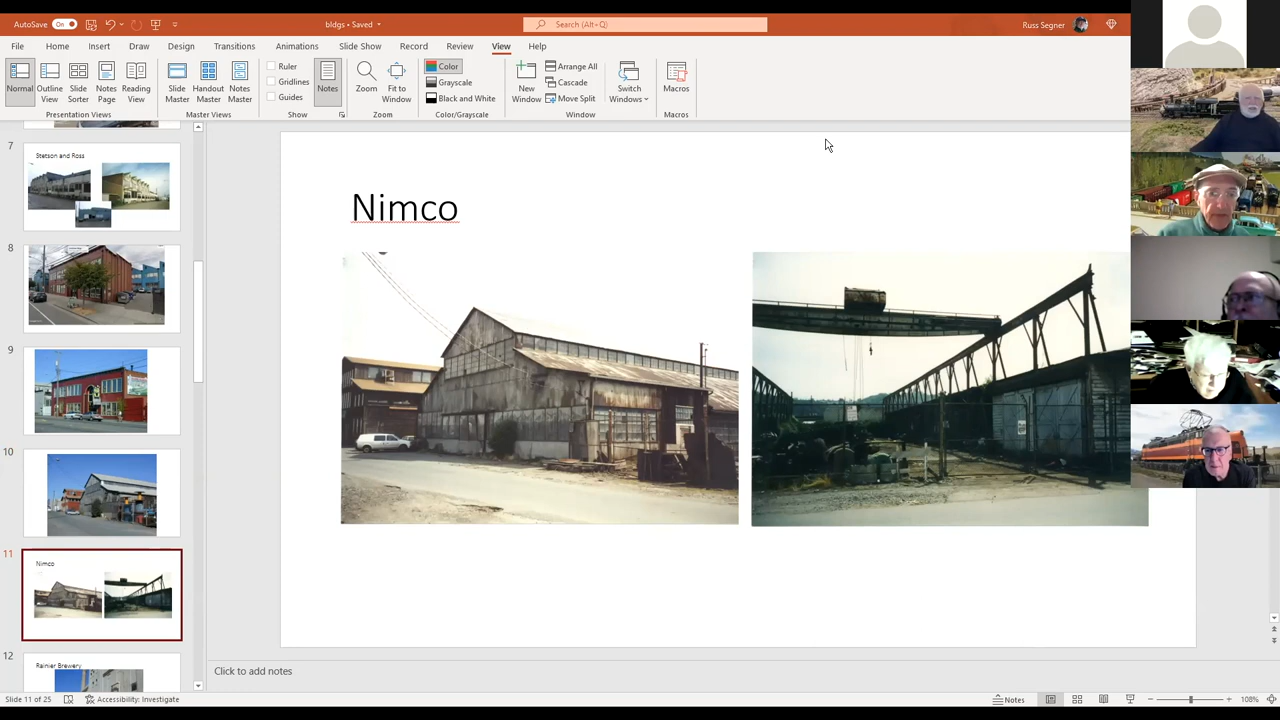 AutoSave On bldgs • Saved Search (Alt+Q) Russ Segner
File Home Insert Draw Design Transitions Animations Slide Show Record Review View Help
Normal Outline View Slide Sorter Notes Page Reading View
Presentation Views
Slide Master Handout Master Notes Master
Master Views
Ruler
Gridlines
Guides
Show
Notes
Zoom Fit to Window
Zoom
Color
Grayscale
Black and White
Color/Grayscale
New Window
Arrange All
Cascade
Move Split
Switch Windows
Window
Macros
Macros
7
Stetson and Ross
8
9
10
11
Nimco
12
Rainier Brewery
Nimco
Click to add notes
Slide 11 of 25 Accessibility: Investigate Notes 108%